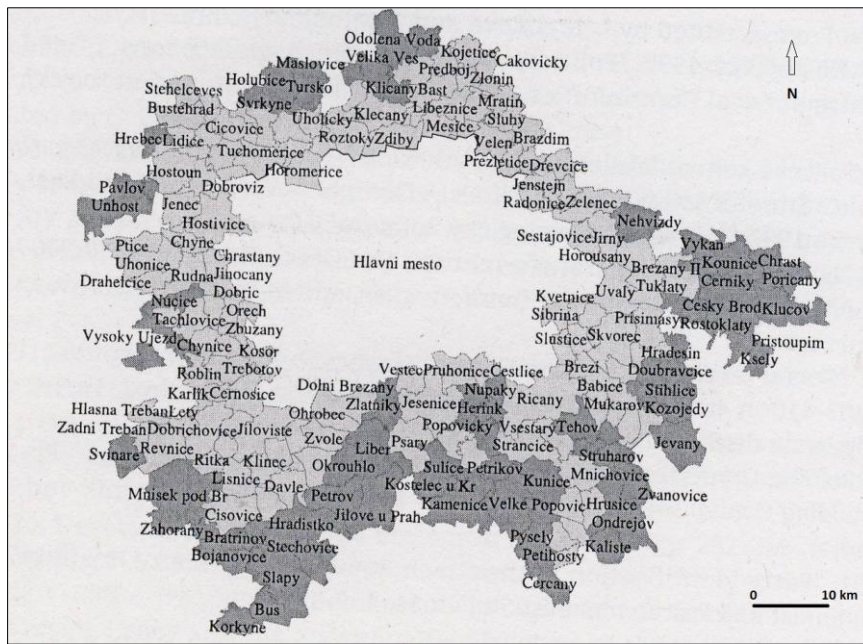 Odolena Voda
Velika Ves
Kojetice
Cakovicky
Maslovice
Predboj
Holubice
Tursko
Zlonin
Stehelceves
Svrkyne
Klicany Bast
Mratin
Bustehrad
Uholicky
Klecany
Libeznice
Sluhy
Cicovice
Roztoky Zdiby
Mesice
Brazdim
Hrebec
Lidice
Velen
Tuchomerice
Prezletice
Drevcice
Hostoun
Horomerice
Dobroviz
Jenstejn
Pavlov
Unhost
Jenec
Radonice
Zelenec
Hostivice
Nehvizdy
Chyne
Sestajovice
Jirny
Vykan
Ptice
Chrastany
Horousany
Kounice
Chrast
Uhonice
Jinocany
Hlavni mesto
Brezany II
Cerniky
Poricany
Drahelcice
Rudna
Tuklaty
Dobric
Uvaly
Nucice
Kvetnice
Cesky Brod
Klucov
Orech
Tachlovice
Zbuzany
Sibrina
Prisimasy
Rostoklaty
Vysoky Ujezd
Chynice
Kosor
Slustice
Skvorec
Pristoupim
Hradesin
Ksely
Roblin
Trebotov
Vestec
Pruhonice
Cestlice
Brezi
Doubravcice
Karlik
Cernosice
Dolni Brezany
Zlatniky
Nupaky
Babice
Stihlice
Hlasna Treban
Lety
Ohrobec
Jesenice
Herink
Ricany
Mukarov
Kozojedy
Zadni Treban
Dobrichovice
Jiloviste
Popovicky
Zvole
Vsestary
Tehov
Revnice
Liber
Psary
Strancice
Jevany
Svinare
Ritka
Klinec
Okrouhlo
Sulice
Petrikov
Struharov
Lisnice
Mnichovice
Davle
Kostelec u Kr
Kunice
Mnisek pod Br
Petrov
Zvanovice
Cisovice
Jilove u Prah
Kamenice
Velke Popovic
Hrusice
Zahorany
Hradistko
Ondrejov
Bratrinov
Stechovice
Pysely
Bojanovice
Petihosty
Kaliste
Slapy
Cercany
Bus
Korkyne
N
0 10 km